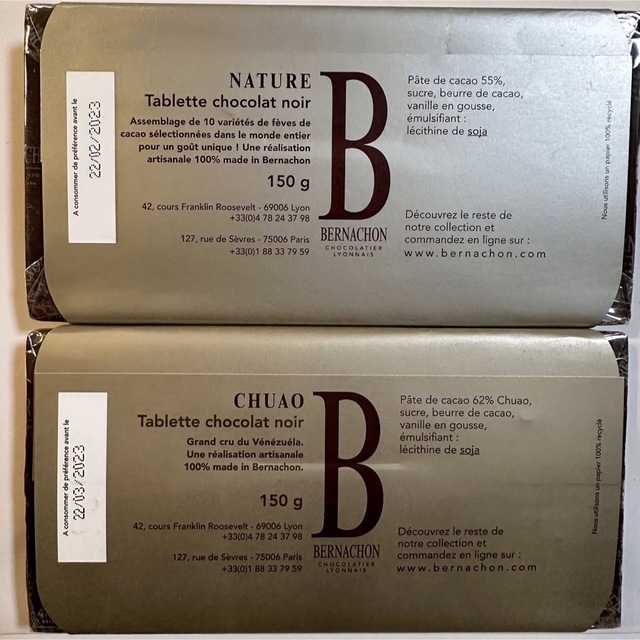 A consommer de préférence avant le
22/02/2023
NATURE
Tablette chocolat noir
Assemblage de 10 variétés de fèves de
cacao sélectionnées dans le monde entier
pour un goût unique ! Une réalisation
artisanale 100% made in Bernachon
150 g
42, cours Franklin Roosevelt - 69006 Lyon
+33(0)4 78 24 37 98
127, rue de Sèvres - 75006 Paris
+33(0)1 88 33 79 59
B
BERNACHON
CHOCOLATIER
LYONNAIS
Pâte de cacao 55%,
sucre, beurre de cacao,
vanille en gousse,
émulsifiant :
lécithine de soja
Découvrez le reste de
notre collection et
commandez en ligne sur :
www.bernachon.com
Nous utilisons un papier 100% recyclé
A consommer de préférence avant le
22/03/2023
CHUAO
Tablette chocolat noir
Grand cru du Vénézuéla.
Une réalisation artisanale
100% made in Bernachon.
150 g
42, cours Franklin Roosevelt - 69006 Lyon
+33(0)4 78 24 37 98
127, rue de Sèvres - 75006 Paris
+33(0)1 88 33 79 59
B
BERNACHON
CHOCOLATIER
LYONNAIS
Pâte de cacao 62% Chuao,
sucre, beurre de cacao,
vanille en gousse,
émulsifiant :
lécithine de soja
Découvrez le reste de
notre collection et
commandez en ligne sur :
www.bernachon.com
Nous utilisons un papier 100% recyclé